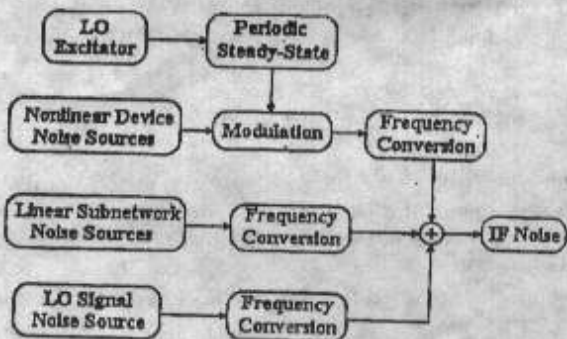 LO
Excitator
Periodic
Steady-State
Nonlinear Device
Noise Sources
Modulation
Frequency
Conversion
Linear Subnetwork
Noise Sources
Frequency
Conversion
+
IF Noise
LO Signal
Noise Source
Frequency
Conversion